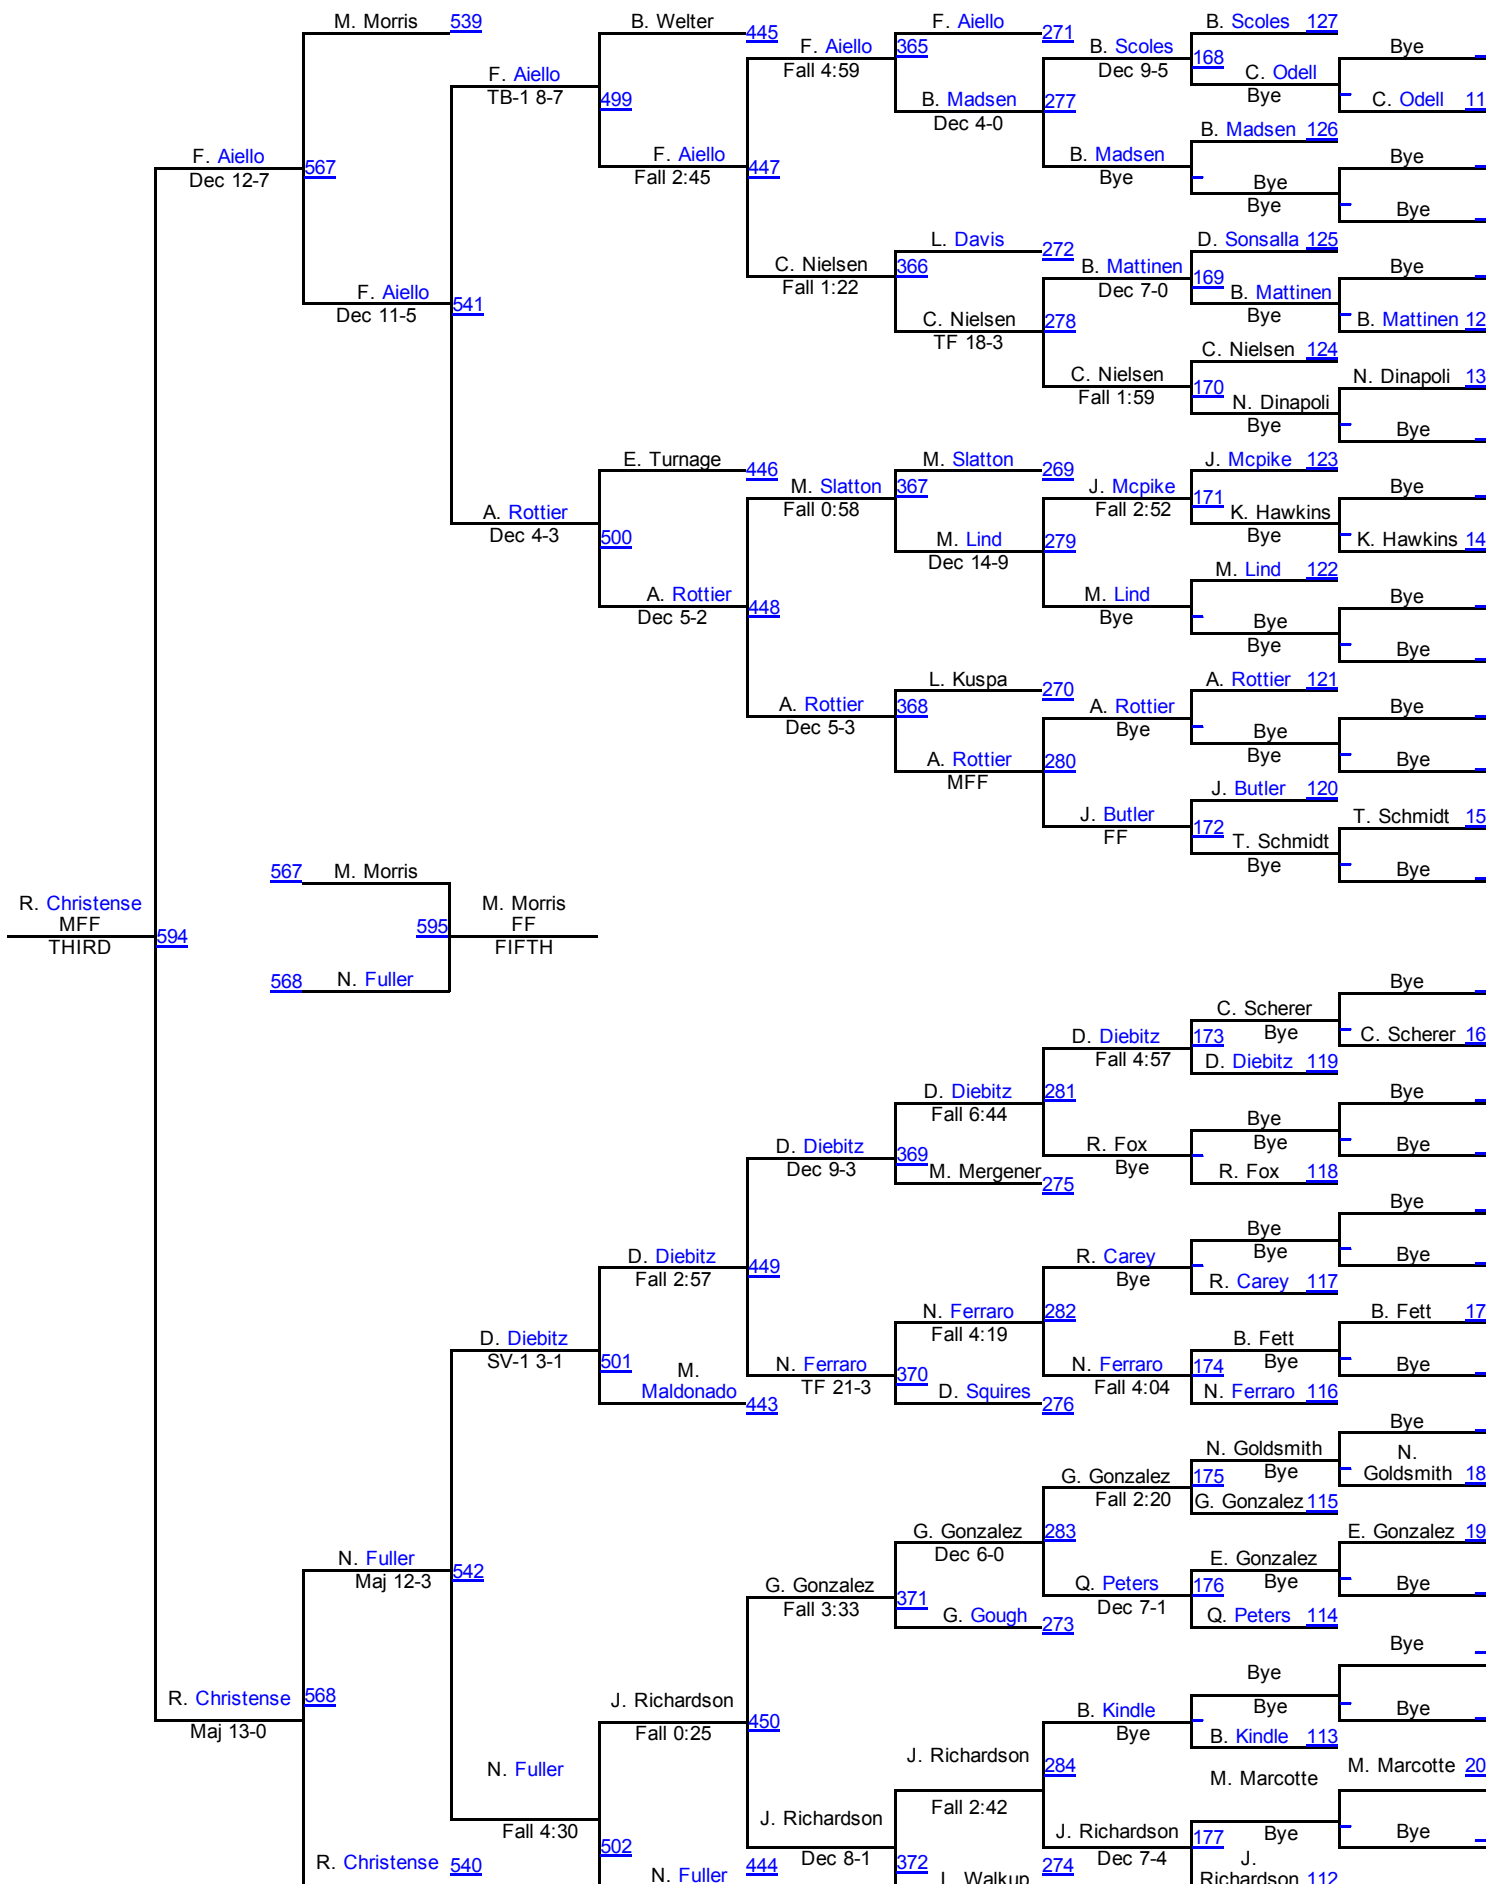 M. Morris 539
B. Welter 445
F. Aiello 271
B. Scoles 127
F. Aiello 365
Fall 4:59
B. Scoles 168
Dec 9-5
Bye
F. Aiello
TB-1 8-7
499
B. Madsen 277
Dec 4-0
C. Odell
Bye
C. Odell 11
B. Madsen 126
F. Aiello
Dec 12-7
567
F. Aiello 447
Fall 2:45
B. Madsen
Bye
Bye
Bye
Bye
Bye
L. Davis 272
D. Sonsalla 125
C. Nielsen 366
Fall 1:22
B. Mattinen 169
Dec 7-0
Bye
F. Aiello 541
Dec 11-5
C. Nielsen 278
TF 18-3
B. Mattinen
Bye
B. Mattinen 12
C. Nielsen 124
C. Nielsen 170
Fall 1:59
N. Dinapoli 13
N. Dinapoli
Bye
Bye
E. Turnage 446
M. Slatton 269
J. Mcpike 123
M. Slatton 367
Fall 0:58
J. Mcpike 171
Fall 2:52
Bye
A. Rottier
Dec 4-3
500
M. Lind 279
Dec 14-9
K. Hawkins
Bye
K. Hawkins 14
M. Lind 122
A. Rottier 448
Dec 5-2
M. Lind
Bye
Bye
Bye
Bye
Bye
L. Kuspa 270
A. Rottier 121
A. Rottier 368
Dec 5-3
A. Rottier
Bye
Bye
Bye
Bye
Bye
A. Rottier 280
MFF
J. Butler 120
J. Butler 172
FF
T. Schmidt 15
T. Schmidt
Bye
Bye
567 M. Morris
R. Christense
MFF
THIRD
594
595
M. Morris
FF
FIFTH
568 N. Fuller
Bye
C. Scherer
Bye
C. Scherer 16
D. Diebitz 173
Fall 4:57
D. Diebitz 119
D. Diebitz 281
Fall 6:44
Bye
Bye
Bye
Bye
D. Diebitz 369
Dec 9-3
R. Fox
Bye
M. Mergener 275
R. Fox 118
Bye
D. Diebitz 449
Fall 2:57
R. Carey
Bye
Bye
Bye
Bye
R. Carey 117
N. Ferraro 282
Fall 4:19
B. Fett 17
D. Diebitz
SV-1 3-1
501
M.
Maldonado 443
N. Ferraro 370
TF 21-3
N. Ferraro 174
Fall 4:04
B. Fett
Bye
Bye
D. Squires 276
N. Ferraro 116
Bye
N. Goldsmith
Bye
N.
Goldsmith 18
G. Gonzalez 175
Fall 2:20
G. Gonzalez 115
G. Gonzalez 283
Dec 6-0
E. Gonzalez 19
N. Fuller 542
Maj 12-3
G. Gonzalez 371
Fall 3:33
Q. Peters 176
Dec 7-1
E. Gonzalez
Bye
Bye
G. Gough 273
Q. Peters 114
Bye
R. Christense 568
Maj 13-0
J. Richardson 450
Fall 0:25
B. Kindle
Bye
Bye
Bye
Bye
B. Kindle 113
N. Fuller
Fall 4:30
502
J. Richardson 284
Fall 2:42
M. Marcotte
M. Marcotte 20
J. Richardson 372
Dec 8-1
J. Richardson 177
Dec 7-4
Bye
Bye
R. Christense 540
N. Fuller 444
L. Walkup 274
J.
Richardson 112